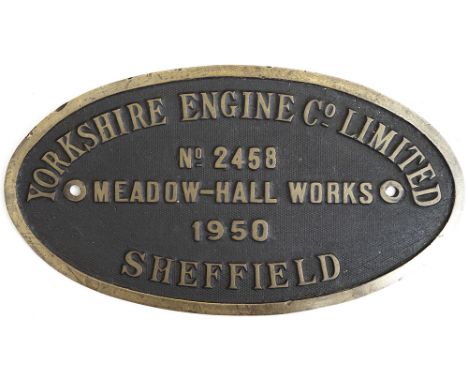 YORKSHIRE ENGINE Cº LIMITED
Nº 2458
MEADOW-HALL WORKS
1950
SHEFFIELD